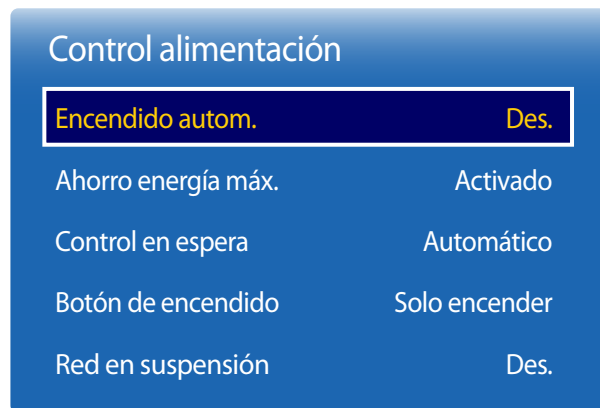 Control alimentación
Encendido autom. Des.
Ahorro energía máx. Activado
Control en espera Automático
Botón de encendido Solo encender
Red en suspensión Des.